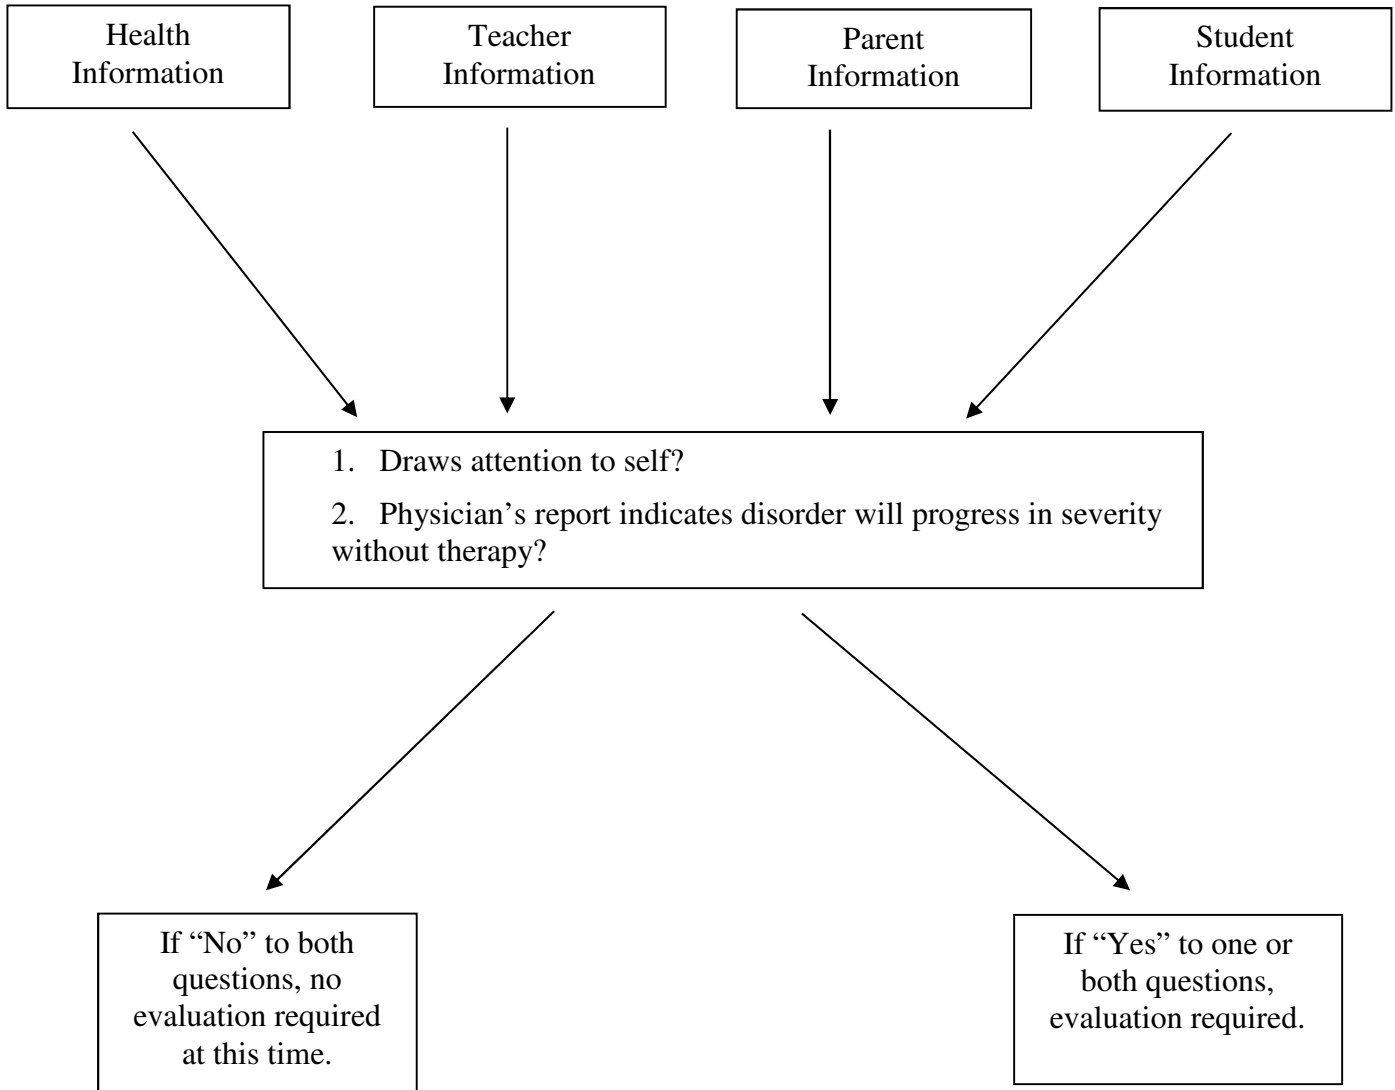 Health
Information
Teacher
Information
Parent
Information
Student
Information
1. Draws attention to self?
2. Physician’s report indicates disorder will progress in severity
without therapy?
If “No” to both
questions, no
evaluation required
at this time.
If “Yes” to one or
both questions,
evaluation required.